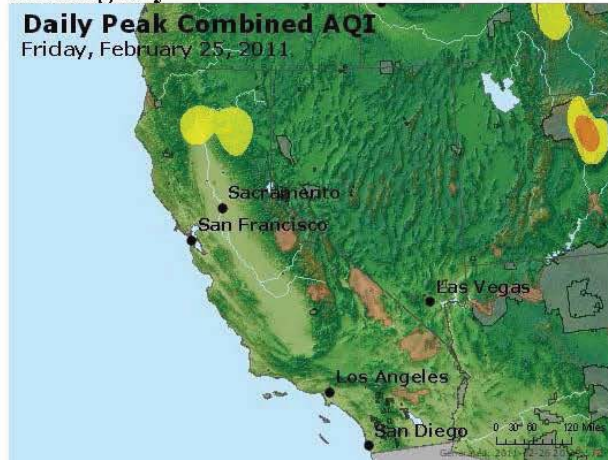 Daily Peak Combined AQI
Friday, February 25, 2011
Sacramento
San Francisco
Las Vegas
Los Angeles
San Diego
0 30 60 120 Miles